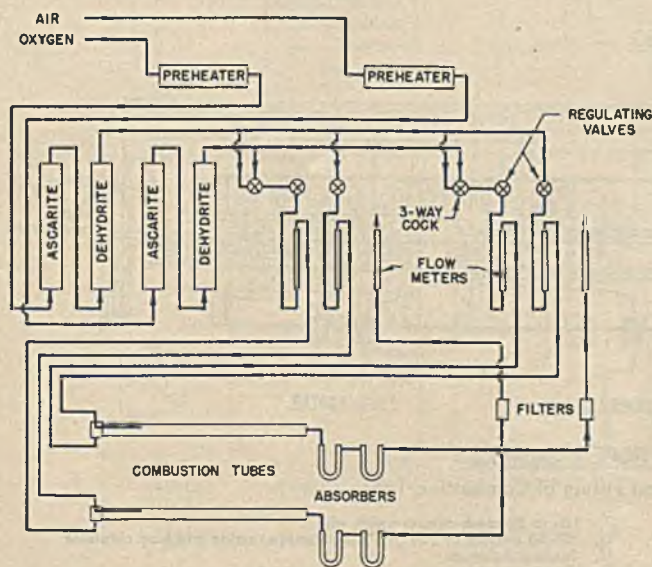 AIR
OXYGEN
PREHEATER
PREHEATER
REGULATING
VALVES
ASCARITE
DEHYDRITE
ASCARITE
DEHYDRITE
3-WAY
COCK
FLOW
METERS
FILTERS
COMBUSTION TUBES
ABSORBERS